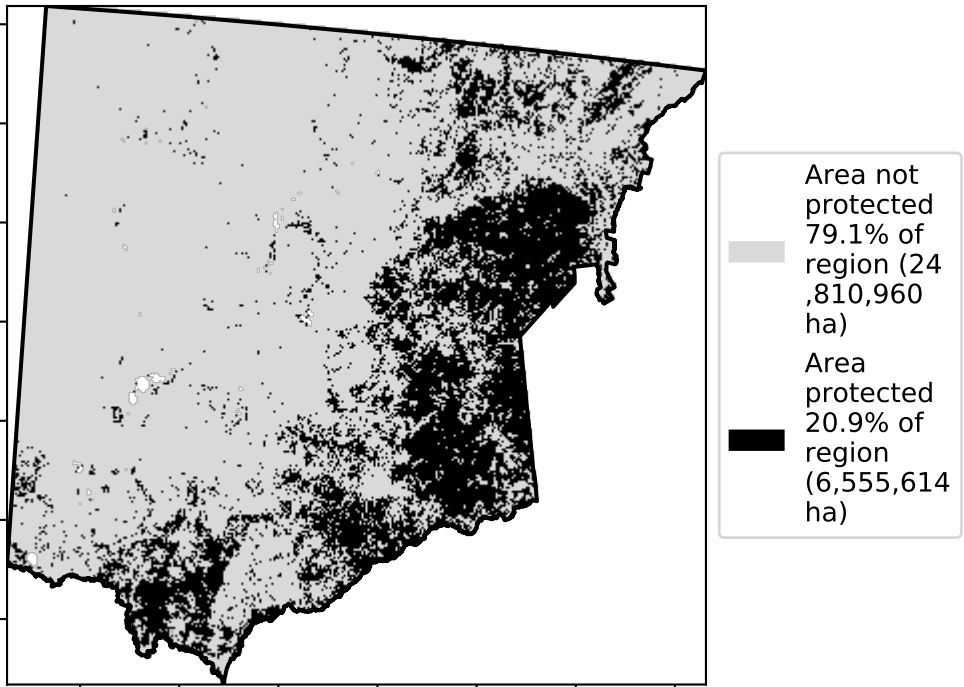 Area not
protected
79.1% of
region (24
,810,960
ha)
Area
protected
20.9% of
region
(6,555,614
ha)